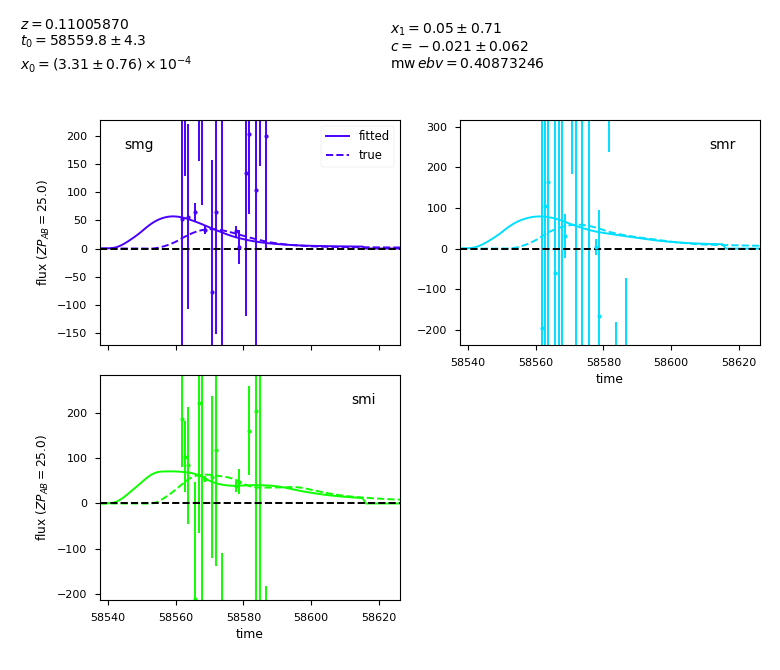 z = 0.11005870
t₀ = 58559.8 ± 4.3
x₀ = (3.31 ± 0.76) × 10⁻⁴
x₁ = 0.05 ± 0.71
c = −0.021 ± 0.062
mw ebv = 0.40873246
smg
fitted
true
200
150
100
50
0
−50
−100
−150
flux (ZP_AB = 25.0)
smr
300
200
100
0
−100
−200
58540 58560 58580 58600 58620
time
smi
200
100
0
−100
−200
flux (ZP_AB = 25.0)
58540 58560 58580 58600 58620
time